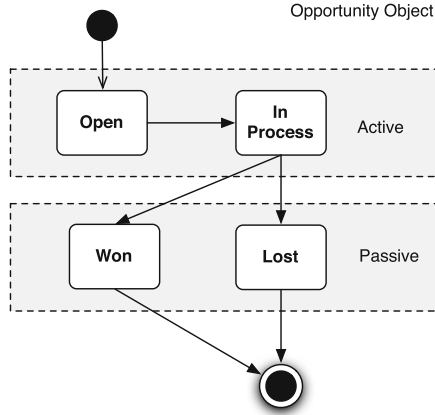 Opportunity Object
Open
In
Process
Active
Won
Lost
Passive